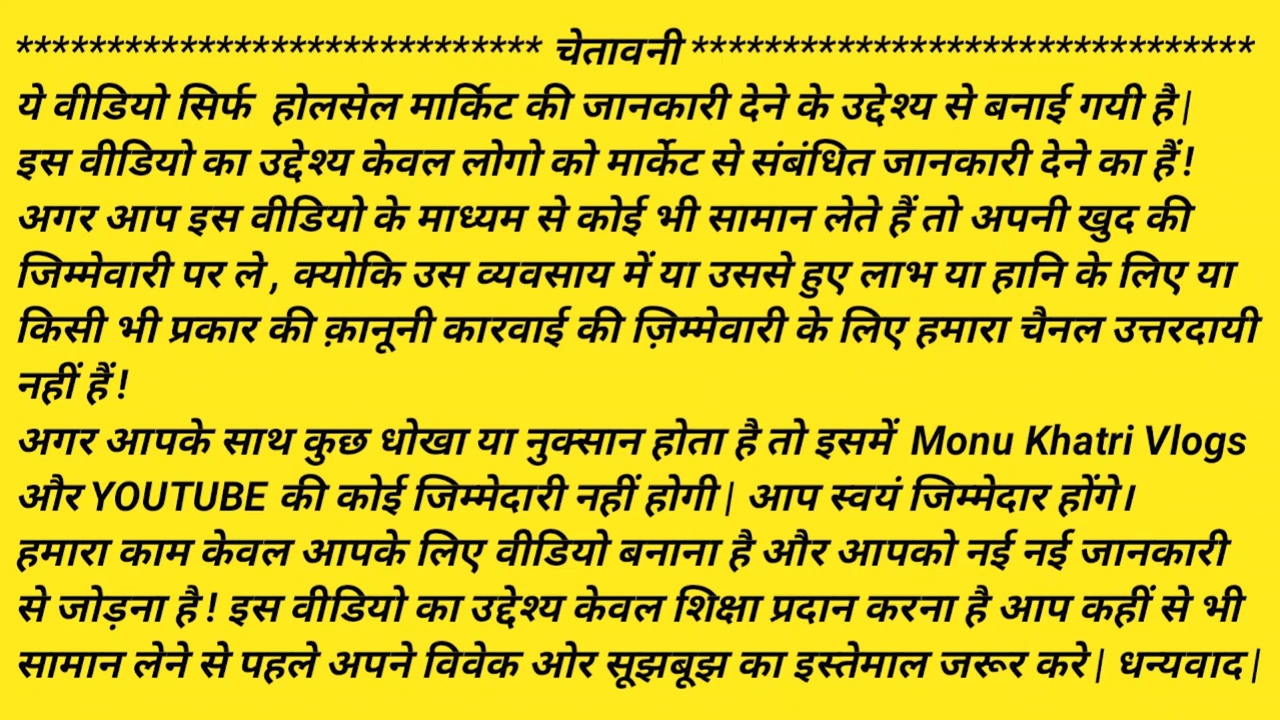 ***************************** चेतावनी *******************************
ये वीडियो सिर्फ होलसेल मार्किट की जानकारी देने के उद्देश्य से बनाई गयी है|
इस वीडियो का उद्देश्य केवल लोगो को मार्केट से संबंधित जानकारी देने का हैं!
अगर आप इस वीडियो के माध्यम से कोई भी सामान लेते हैं तो अपनी खुद की
जिम्मेवारी पर ले , क्योकि उस व्यवसाय में या उससे हुए लाभ या हानि के लिए या
किसी भी प्रकार की क़ानूनी कारवाई की ज़िम्मेवारी के लिए हमारा चैनल उत्तरदायी
नहीं हैं!
अगर आपके साथ कुछ धोखा या नुक्सान होता है तो इसमें Monu Khatri Vlogs
और YOUTUBE की कोई जिम्मेदारी नहीं होगी| आप स्वयं जिम्मेदार होंगे।
हमारा काम केवल आपके लिए वीडियो बनाना है और आपको नई नई जानकारी
से जोड़ना है! इस वीडियो का उद्देश्य केवल शिक्षा प्रदान करना है आप कहीं से भी
सामान लेने से पहले अपने विवेक ओर सूझबूझ का इस्तेमाल जरूर करे| धन्यवाद|